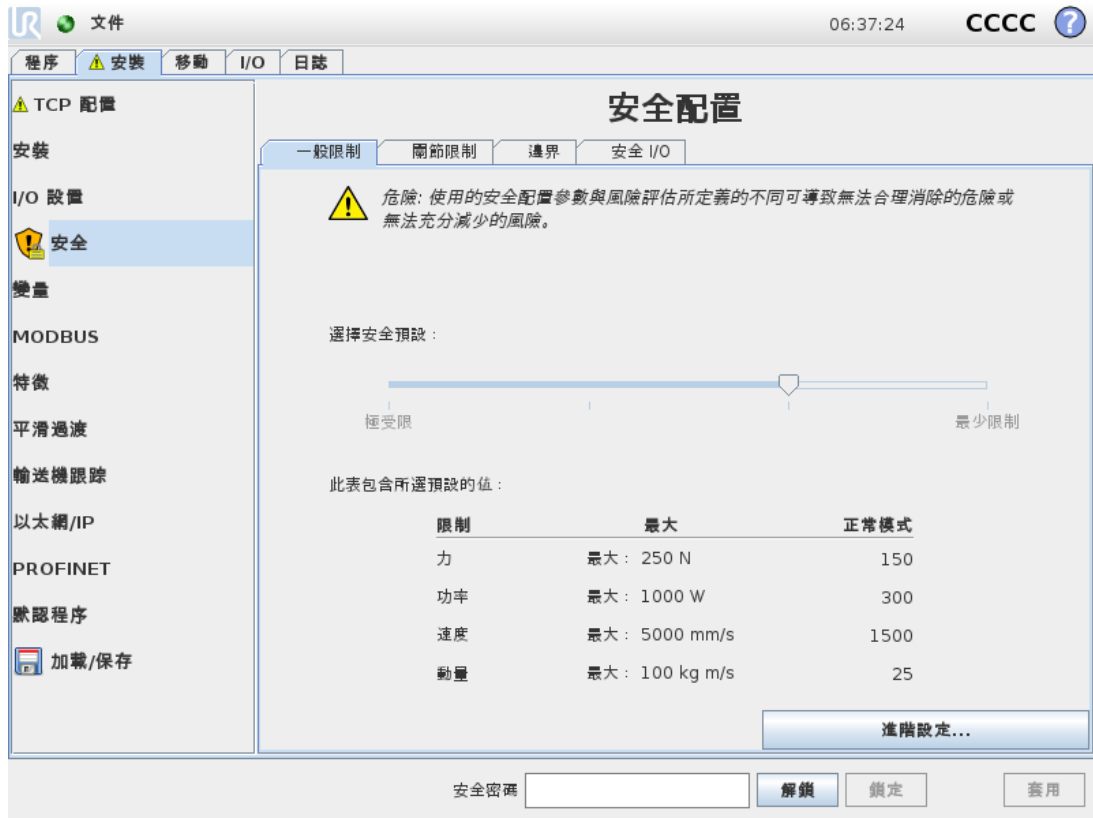 UR 文件 06:37:24 CCCC ?
程序 安裝 移動 I/O 日誌
TCP 配置
安裝
I/O 設置
安全
變量
MODBUS
特徵
平滑過渡
輸送機跟踪
以太網/IP
PROFINET
默認程序
加載/保存
安全配置
一般限制 關節限制 邊界 安全 I/O
危險: 使用的安全配置參數與風險評估所定義的不同可導致無法合理消除的危險或
無法充分減少的風險。
選擇安全預設 :
極受限 最少限制
此表包含所選預設的值 :
限制 最大 正常模式
力 最大 : 250 N 150
功率 最大 : 1000 W 300
速度 最大 : 5000 mm/s 1500
動量 最大 : 100 kg m/s 25
進階設定...
安全密碼 解鎖 鎖定 套用